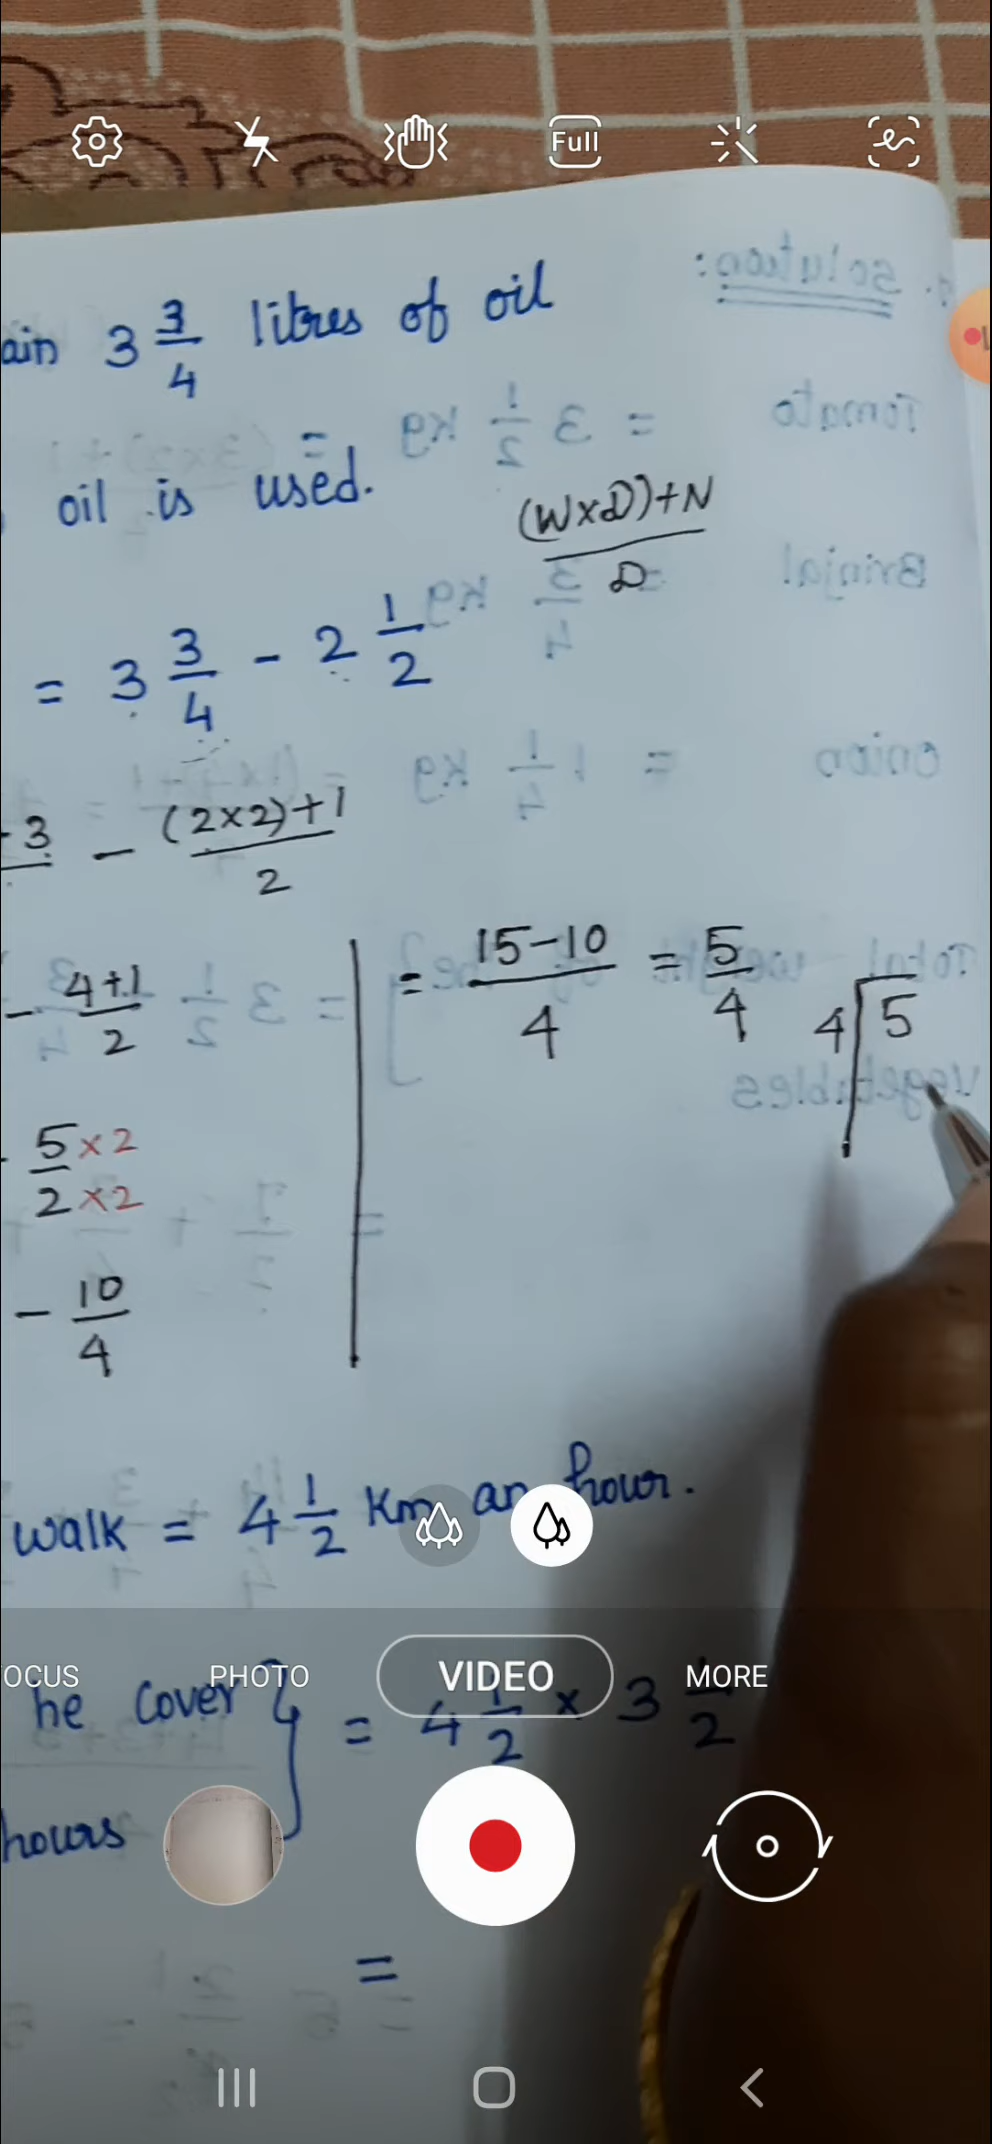 Full
ain 3 3/4 litres of oil
oil is used.
(W×D)+N / D
= 3 3/4 - 2 1/2
3 - (2×2)+1 / 2
- 4+1 / 2
= 15-10 / 4 = 5/4
4 5
5×2 / 2×2
- 10/4
walk = 4 1/2 Km an hour.
OCUS PHOTO VIDEO MORE
he cover } = 4 1/2 × 3 1/2
hours
=